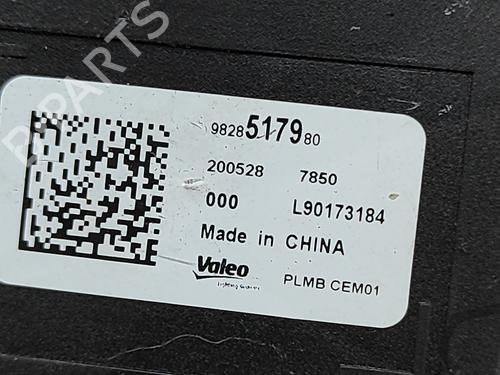 B-PARTS
9828517980
200528 7850
000 L90173184
Made in CHINA
Valeo PLMB CEM01